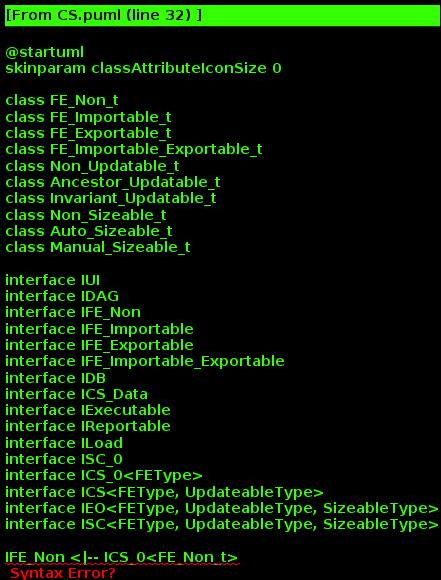 [From CS.puml (line 32) ]
@startuml
skinparam classAttributeIconSize 0
class FE_Non_t
class FE_Importable_t
class FE_Exportable_t
class FE_Importable_Exportable_t
class Non_Updatable_t
class Ancestor_Updatable_t
class Invariant_Updatable_t
class Non_Sizeable_t
class Auto_Sizeable_t
class Manual_Sizeable_t
interface IUI
interface IDAG
interface IFE_Non
interface IFE_Importable
interface IFE_Exportable
interface IFE_Importable_Exportable
interface IDB
interface ICS_Data
interface IExecutable
interface IReportable
interface ILoad
interface ISC_0
interface ICS_0<FEType>
interface ICS<FEType, UpdateableType>
interface IEO<FEType, UpdateableType, SizeableType>
interface ISC<FEType, UpdateableType, SizeableType>
IFE_Non <|-- ICS_0<FE_Non_t>
Syntax Error?